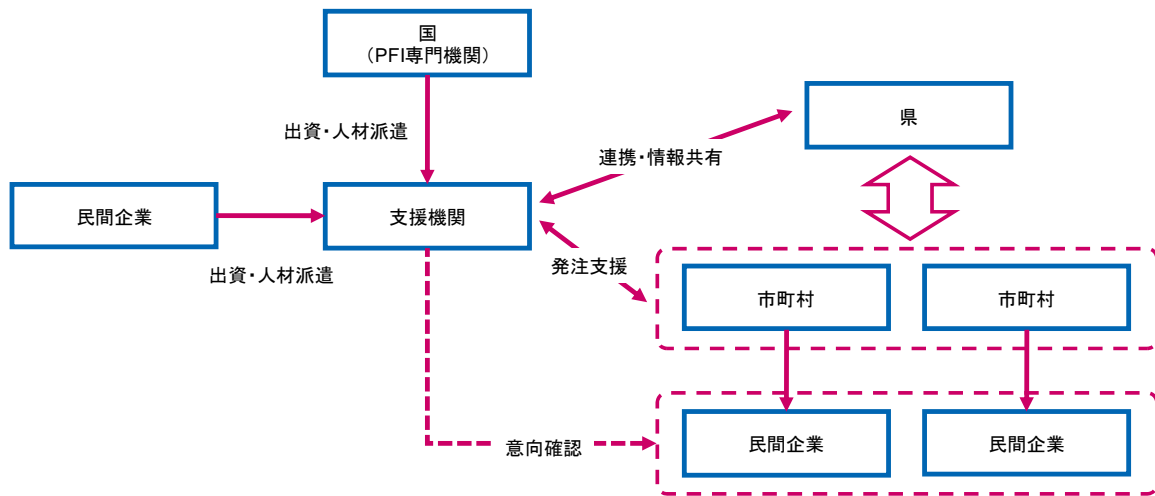 国
（PFI専門機関）
出資・人材派遣
県
連携・情報共有
民間企業
支援機関
出資・人材派遣
発注支援
市町村
市町村
意向確認
民間企業
民間企業